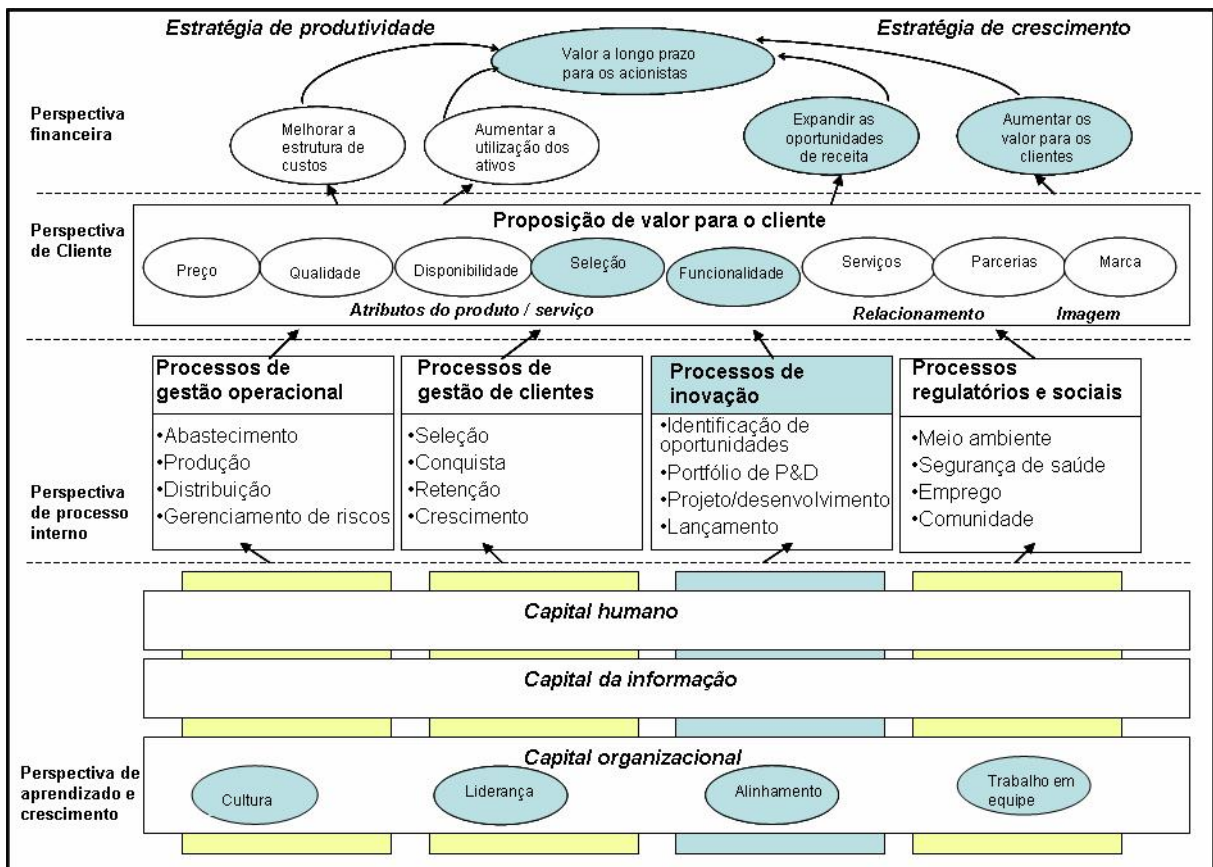 Estratégia de produtividade
Estratégia de crescimento
Valor a longo prazo
para os acionistas
Perspectiva
financeira
Melhorar a
estrutura de
custos
Aumentar a
utilização dos
ativos
Expandir as
oportunidades
de receita
Aumentar os
valor para os
clientes
Perspectiva
de Cliente
Proposição de valor para o cliente
Preço
Qualidade
Disponibilidade
Seleção
Funcionalidade
Serviços
Parcerias
Marca
Atributos do produto / serviço
Relacionamento
Imagem
Perspectiva
de processo
interno
Processos de
gestão operacional
•Abastecimento
•Produção
•Distribuição
•Gerenciamento de riscos
Processos de
gestão de clientes
•Seleção
•Conquista
•Retenção
•Crescimento
Processos de
inovação
•Identificação de
oportunidades
•Portfólio de P&D
•Projeto/desenvolvimento
•Lançamento
Processos
regulatórios e sociais
•Meio ambiente
•Segurança de saúde
•Emprego
•Comunidade
Capital humano
Capital da informação
Capital organizacional
Perspectiva de
aprendizado e
crescimento
Cultura
Liderança
Alinhamento
Trabalho em
equipe